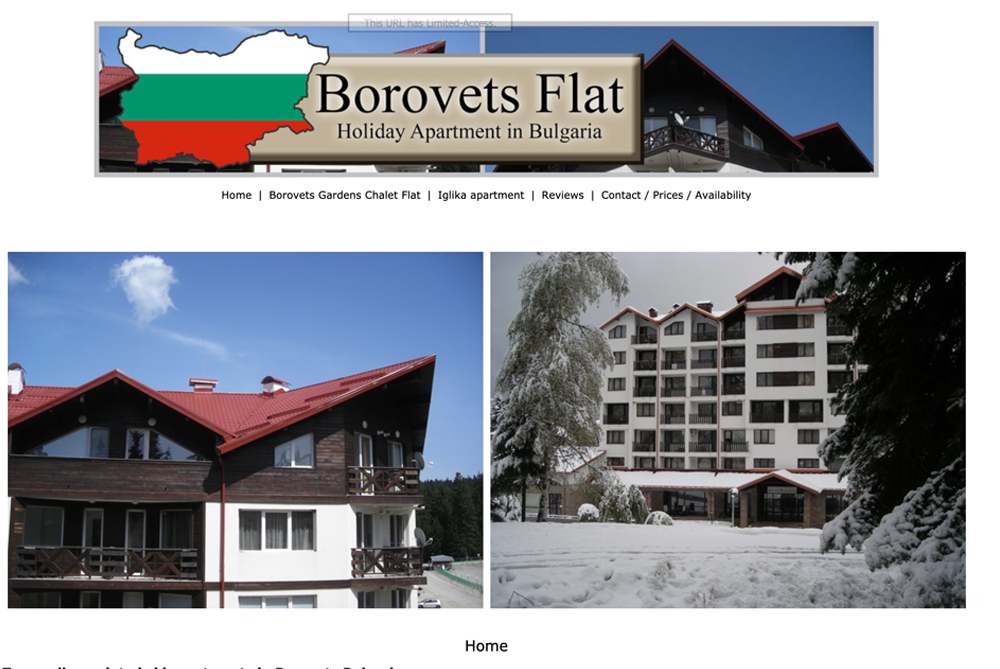 This URL has Limited-Access.
Borovets Flat
Holiday Apartment in Bulgaria
Home | Borovets Gardens Chalet Flat | Iglika apartment | Reviews | Contact / Prices / Availability
Home